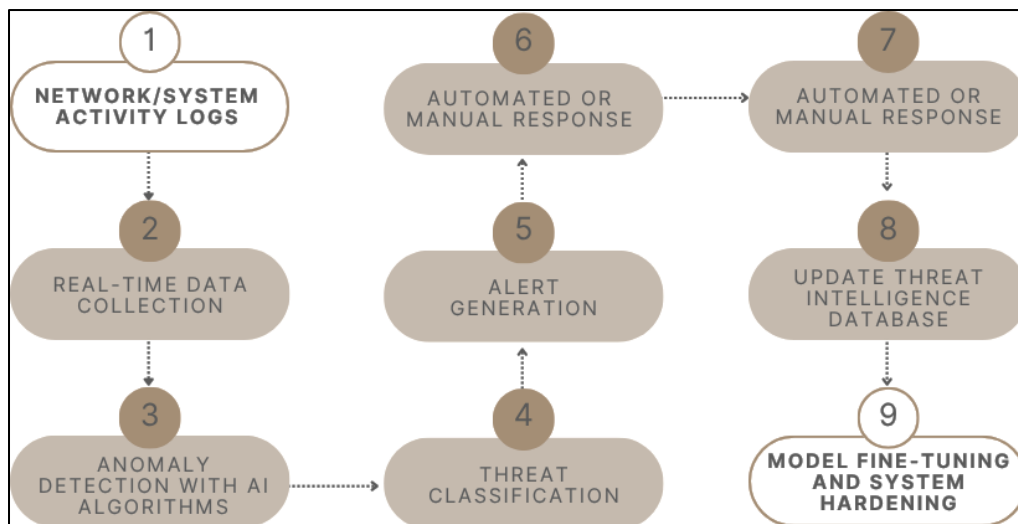 1
NETWORK/SYSTEM
ACTIVITY LOGS
2
REAL-TIME DATA
COLLECTION
3
ANOMALY
DETECTION WITH AI
ALGORITHMS
4
THREAT
CLASSIFICATION
5
ALERT
GENERATION
6
AUTOMATED OR
MANUAL RESPONSE
7
AUTOMATED OR
MANUAL RESPONSE
8
UPDATE THREAT
INTELLIGENCE
DATABASE
9
MODEL FINE-TUNING
AND SYSTEM
HARDENING